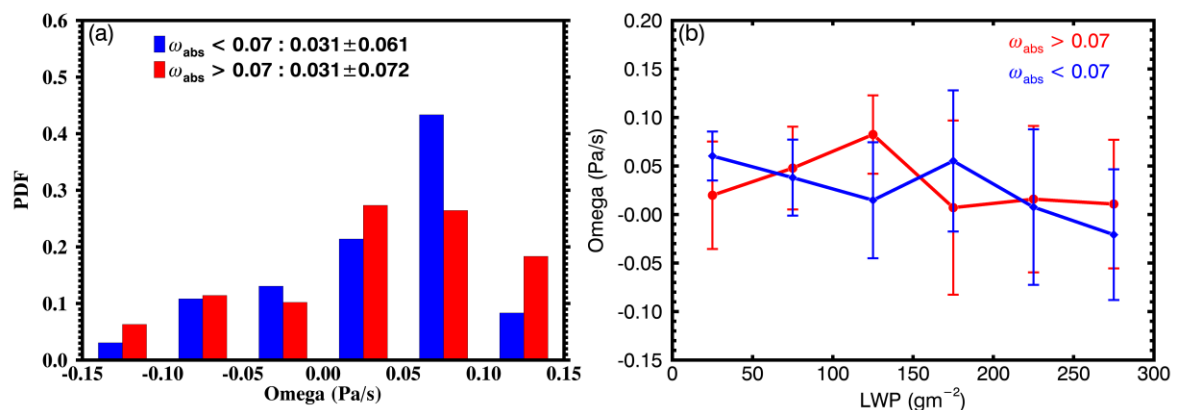 (a)
ω_abs < 0.07 : 0.031±0.061
ω_abs > 0.07 : 0.031±0.072
0.6
0.5
0.4
0.3
0.2
0.1
0.0
PDF
-0.15 -0.10 -0.05 0.00 0.05 0.10 0.15
Omega (Pa/s)
(b)
ω_abs > 0.07
ω_abs < 0.07
0.20
0.15
0.10
0.05
-0.00
-0.05
-0.10
-0.15
Omega (Pa/s)
0 50 100 150 200 250 300
LWP (gm⁻²)